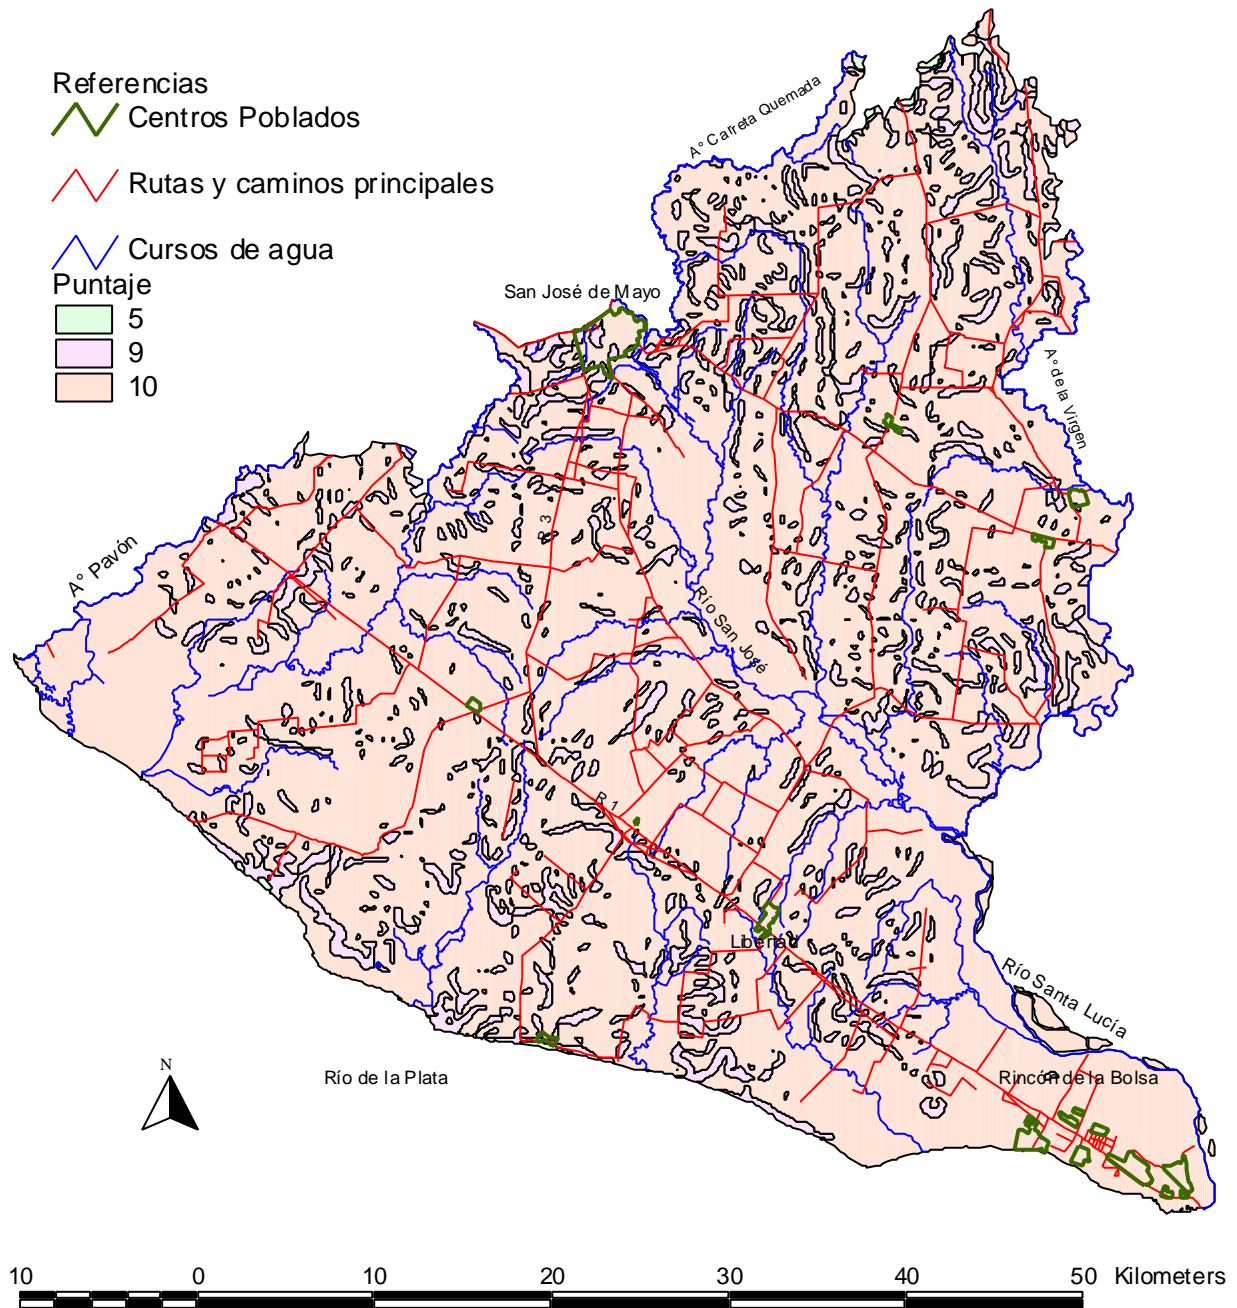 Referencias
Centros Poblados
Rutas y caminos principales
Cursos de agua
Puntaje
5
9
10
A° Carreta Quemada
San José de Mayo
A° de la Virgen
A° Pavón
R 3
Río San José
R 1
Libertad
Río Santa Lucía
Rincón de la Bolsa
N
Río de la Plata
10 0 10 20 30 40 50 Kilometers